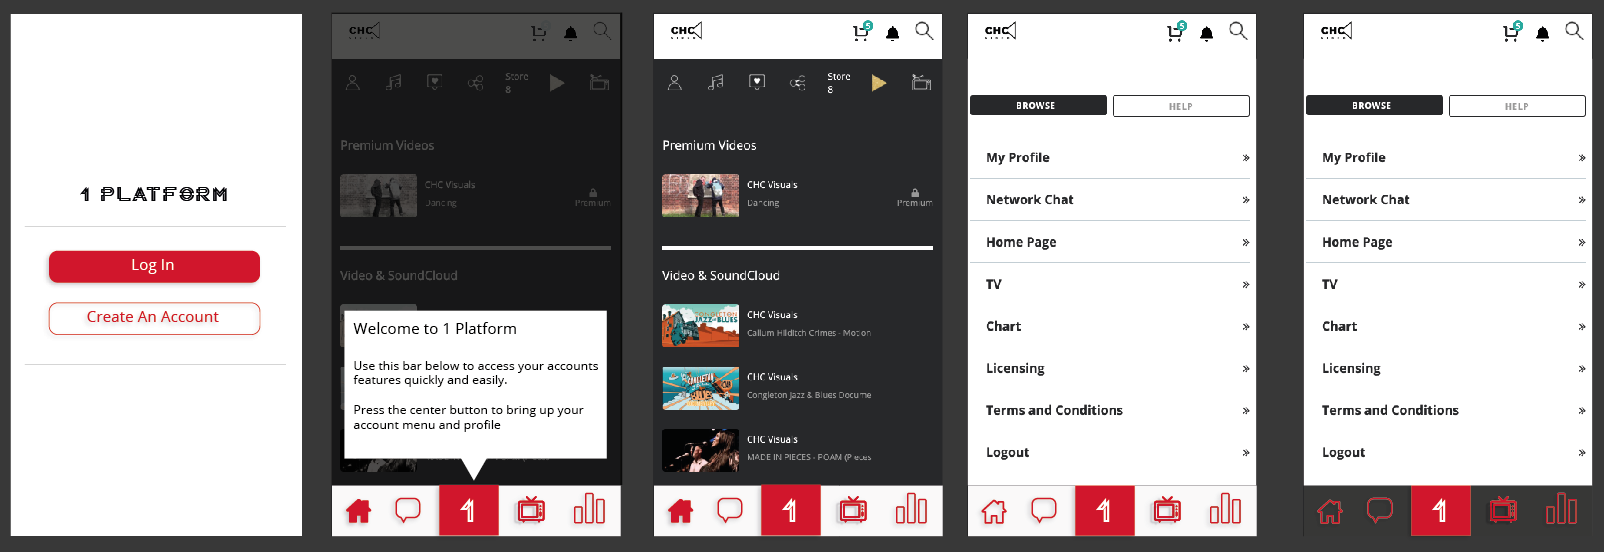 1 PLATFORM
Log In
Create An Account
CHC
Store
8
Premium Videos
CHC Visuals
Dancing
Premium
Video & SoundCloud
Welcome to 1 Platform
Use this bar below to access your accounts
features quickly and easily.
Press the center button to bring up your
account menu and profile
1
CHC
5
Store
8
Premium Videos
CHC Visuals
Dancing
Premium
Video & SoundCloud
CHC Visuals
Callum Hilditch Crimes - Motion
CHC Visuals
Congleton Jazz & Blues Docume
CHC Visuals
MADE IN PIECES - POAM (Pieces
1
CHC
5
BROWSE
HELP
My Profile
Network Chat
Home Page
TV
Chart
Licensing
Terms and Conditions
Logout
1
CHC
5
BROWSE
HELP
My Profile
Network Chat
Home Page
TV
Chart
Licensing
Terms and Conditions
Logout
1